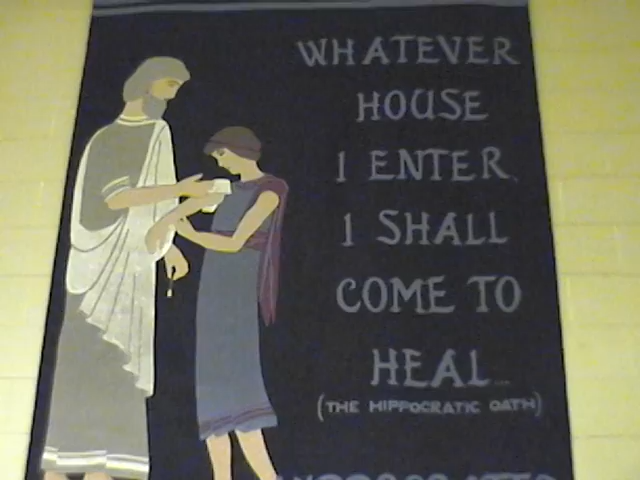 WHATEVER
HOUSE
I ENTER,
I SHALL
COME TO
HEAL...
(THE HIPPOCRATIC OATH)